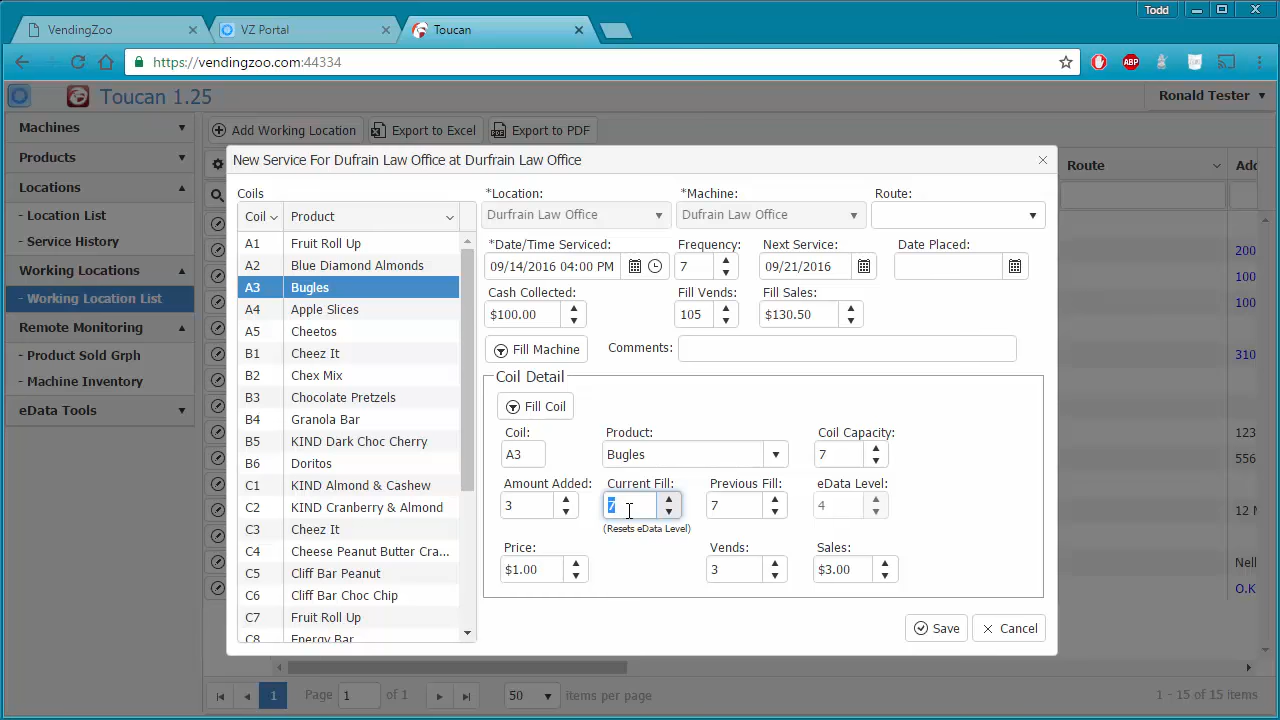 Todd
VendingZoo
VZ Portal
Toucan
https://vendingzoo.com:44334
ABP
Toucan 1.25
Ronald Tester
Machines
Products
Locations
- Location List
- Service History
Working Locations
- Working Location List
Remote Monitoring
- Product Sold Grph
- Machine Inventory
eData Tools
Add Working Location
Export to Excel
Export to PDF
Route
Add
200
100
100
310
123
556
12 M
Nell
O.K
New Service For Dufrain Law Office at Durfrain Law Office
Coils
Coil Product
A1 Fruit Roll Up
A2 Blue Diamond Almonds
A3 Bugles
A4 Apple Slices
A5 Cheetos
B1 Cheez It
B2 Chex Mix
B3 Chocolate Pretzels
B4 Granola Bar
B5 KIND Dark Choc Cherry
B6 Doritos
C1 KIND Almond & Cashew
C2 KIND Cranberry & Almond
C3 Cheez It
C4 Cheese Peanut Butter Cra...
C5 Cliff Bar Peanut
C6 Cliff Bar Choc Chip
C7 Fruit Roll Up
C8 Energy Bar
*Location: *Machine: Route:
Durfrain Law Office Dufrain Law Office
*Date/Time Serviced: Frequency: Next Service: Date Placed:
09/14/2016 04:00 PM 7 09/21/2016
Cash Collected: Fill Vends: Fill Sales:
$100.00 105 $130.50
Fill Machine Comments:
Coil Detail
Fill Coil
Coil: Product: Coil Capacity:
A3 Bugles 7
Amount Added: Current Fill: Previous Fill: eData Level:
3 7 7 4
(Resets eData Level)
Price: Vends: Sales:
$1.00 3 $3.00
Save Cancel
1 Page 1 of 1 50 items per page 1 - 15 of 15 items